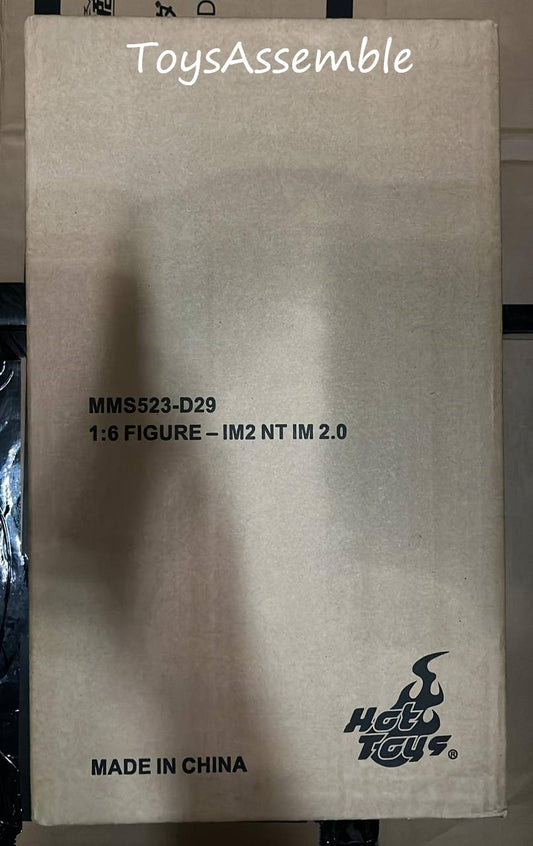 ToysAssemble
MMS523-D29
1:6 FIGURE – IM2 NT IM 2.0
Hot
Toys®
MADE IN CHINA